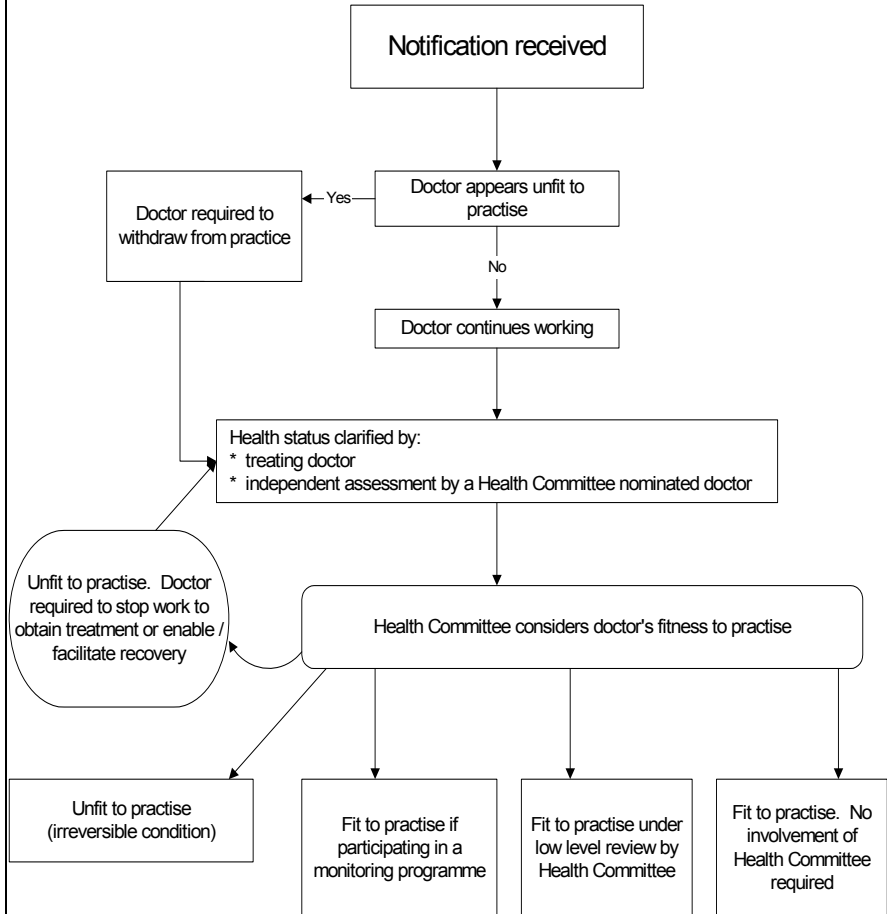 Notification received
Doctor appears unfit to
practise
Yes
Doctor required to
withdraw from practice
No
Doctor continues working
Health status clarified by:
* treating doctor
* independent assessment by a Health Committee nominated doctor
Unfit to practise. Doctor
required to stop work to
obtain treatment or enable /
facilitate recovery
Health Committee considers doctor's fitness to practise
Unfit to practise
(irreversible condition)
Fit to practise if
participating in a
monitoring programme
Fit to practise under
low level review by
Health Committee
Fit to practise. No
involvement of
Health Committee
required